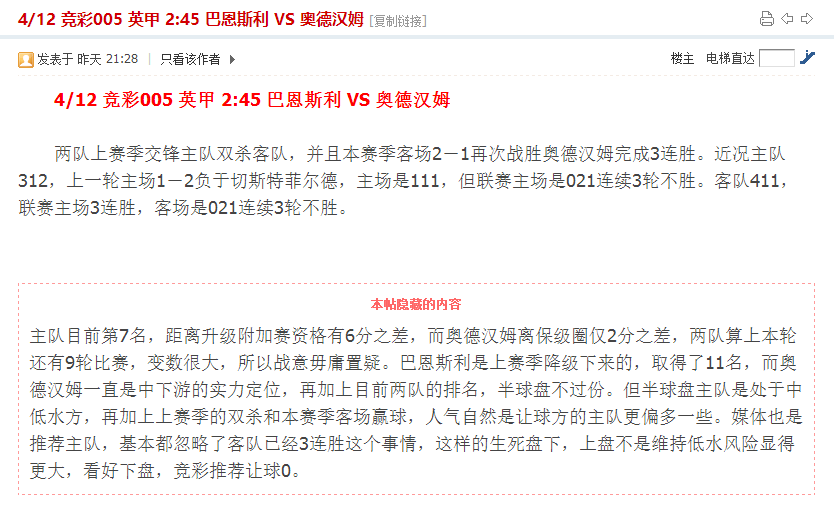 4/12 竞彩005 英甲 2:45 巴恩斯利 VS 奥德汉姆 [复制链接]
发表于 昨天 21:28 | 只看该作者 楼主 电梯直达
4/12 竞彩005 英甲 2:45 巴恩斯利 VS 奥德汉姆
两队上赛季交锋主队双杀客队，并且本赛季客场2－1再次战胜奥德汉姆完成3连胜。近况主队
312，上一轮主场1－2负于切斯特菲尔德，主场是111，但联赛主场是021连续3轮不胜。客队411，
联赛主场3连胜，客场是021连续3轮不胜。
本帖隐藏的内容
主队目前第7名，距离升级附加赛资格有6分之差，而奥德汉姆离保级圈仅2分之差，两队算上本轮
还有9轮比赛，变数很大，所以战意毋庸置疑。巴恩斯利是上赛季降级下来的，取得了11名，而奥
德汉姆一直是中下游的实力定位，再加上目前两队的排名，半球盘不过份。但半球盘主队是处于中
低水方，再加上上赛季的双杀和本赛季客场赢球，人气自然是让球方的主队更偏多一些。媒体也是
推荐主队，基本都忽略了客队已经3连胜这个事情，这样的生死盘下，上盘不是维持低水风险显得
更大，看好下盘，竞彩推荐让球0。